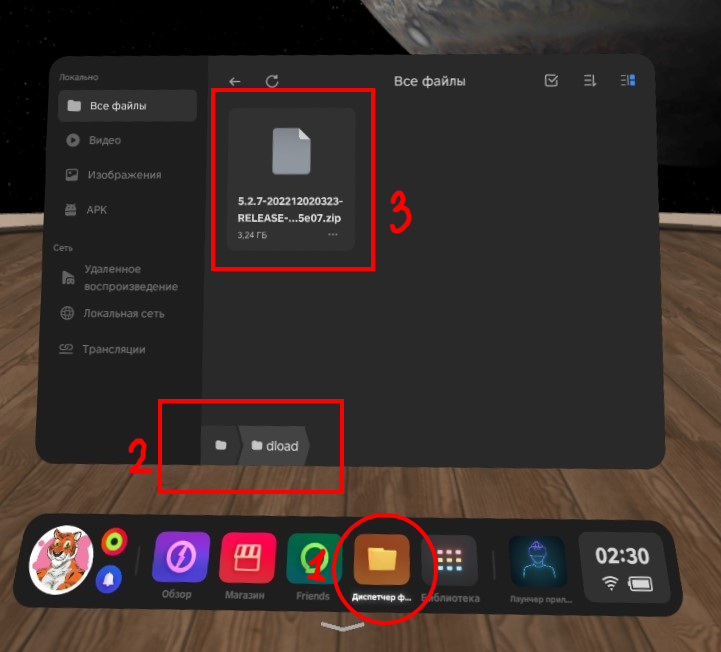 Локально
Все файлы
Все файлы
Видео
Изображения
APK
5.2.7-202212020323-
RELEASE-...5e07.zip
3,24 ГБ
3
Сеть
Удаленное
воспроизведение
Локальная сеть
Трансляции
2
dload
1
Обзор
Магазин
Friends
Диспетчер ф...
Библиотека
Лаунчер прил...
02:30